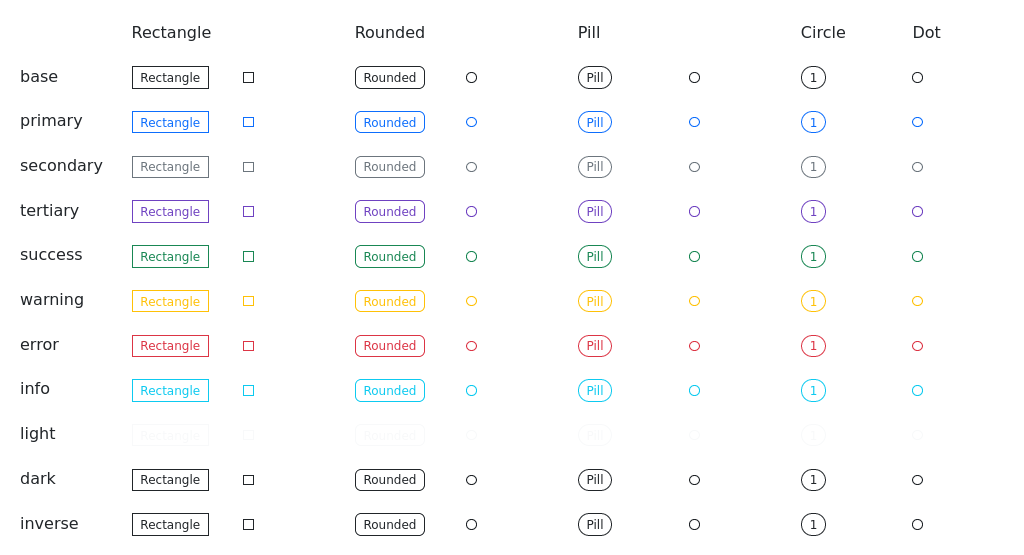 Rectangle Rounded Pill Circle Dot
base Rectangle Rounded Pill 1
primary Rectangle Rounded Pill 1
secondary Rectangle Rounded Pill 1
tertiary Rectangle Rounded Pill 1
success Rectangle Rounded Pill 1
warning Rectangle Rounded Pill 1
error Rectangle Rounded Pill 1
info Rectangle Rounded Pill 1
light Rectangle Rounded Pill 1
dark Rectangle Rounded Pill 1
inverse Rectangle Rounded Pill 1